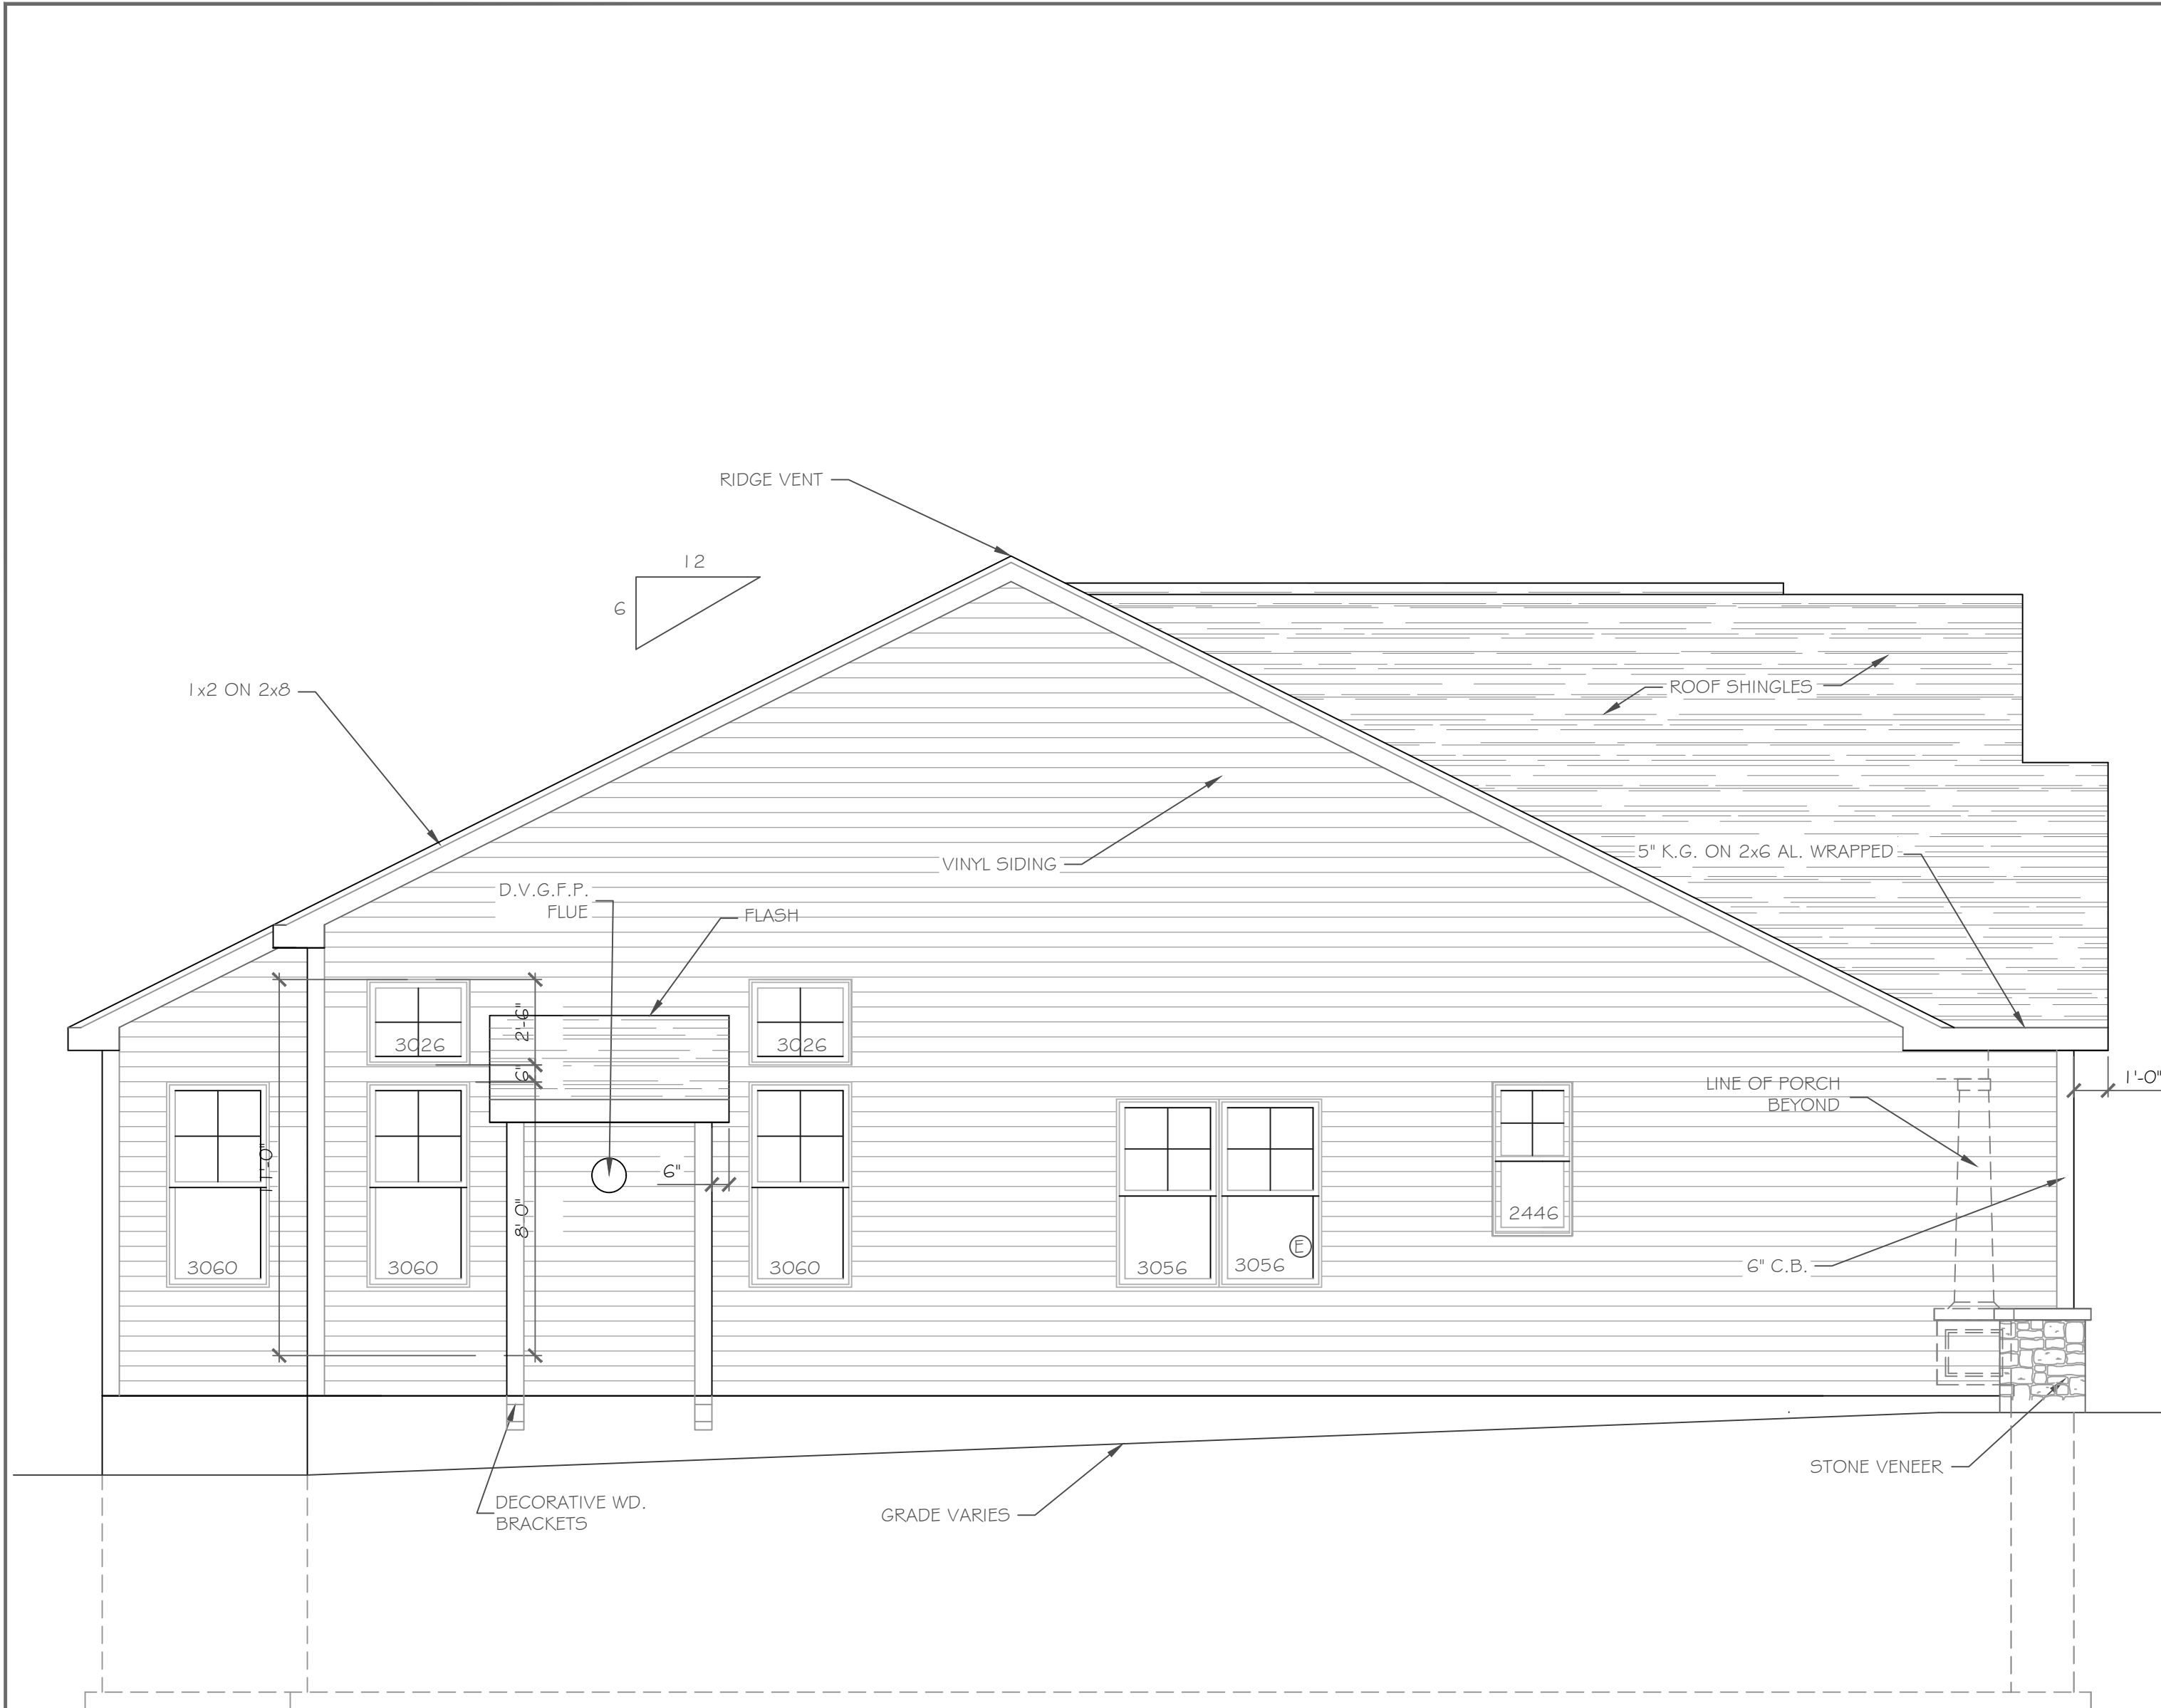 RIDGE VENT
12
6
1x2 ON 2x8
ROOF SHINGLES
5" K.G. ON 2x6 AL. WRAPPED
VINYL SIDING
D.V.G.F.P.
FLUE
FLASH
2'-6"
3026
3026
6"
1'-0"
LINE OF PORCH
BEYOND
11'-0"
6"
8'-0"
2446
E
3060
3060
3060
3056
3056
6" C.B.
STONE VENEER
DECORATIVE WD.
BRACKETS
GRADE VARIES